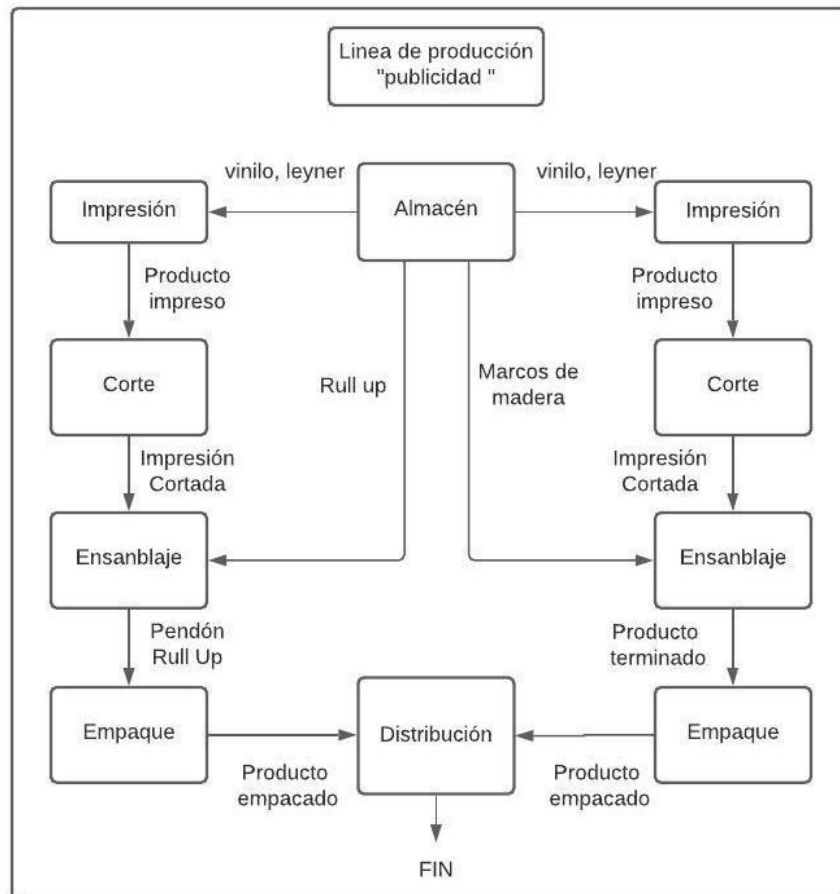 Linea de producción
"publicidad "
vinilo, leyner
vinilo, leyner
Impresión
Almacén
Impresión
Producto
impreso
Producto
impreso
Corte
Rull up
Marcos de
madera
Corte
Impresión
Cortada
Impresión
Cortada
Ensanblaje
Ensanblaje
Pendón
Rull Up
Producto
terminado
Empaque
Distribución
Empaque
Producto
empacado
Producto
empacado
FIN